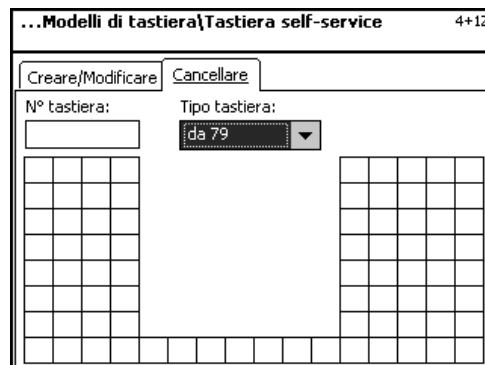 ...Modelli di tastiera\Tastiera self-service 4+12
Creare/Modificare Cancellare
N° tastiera: Tipo tastiera:
da 79